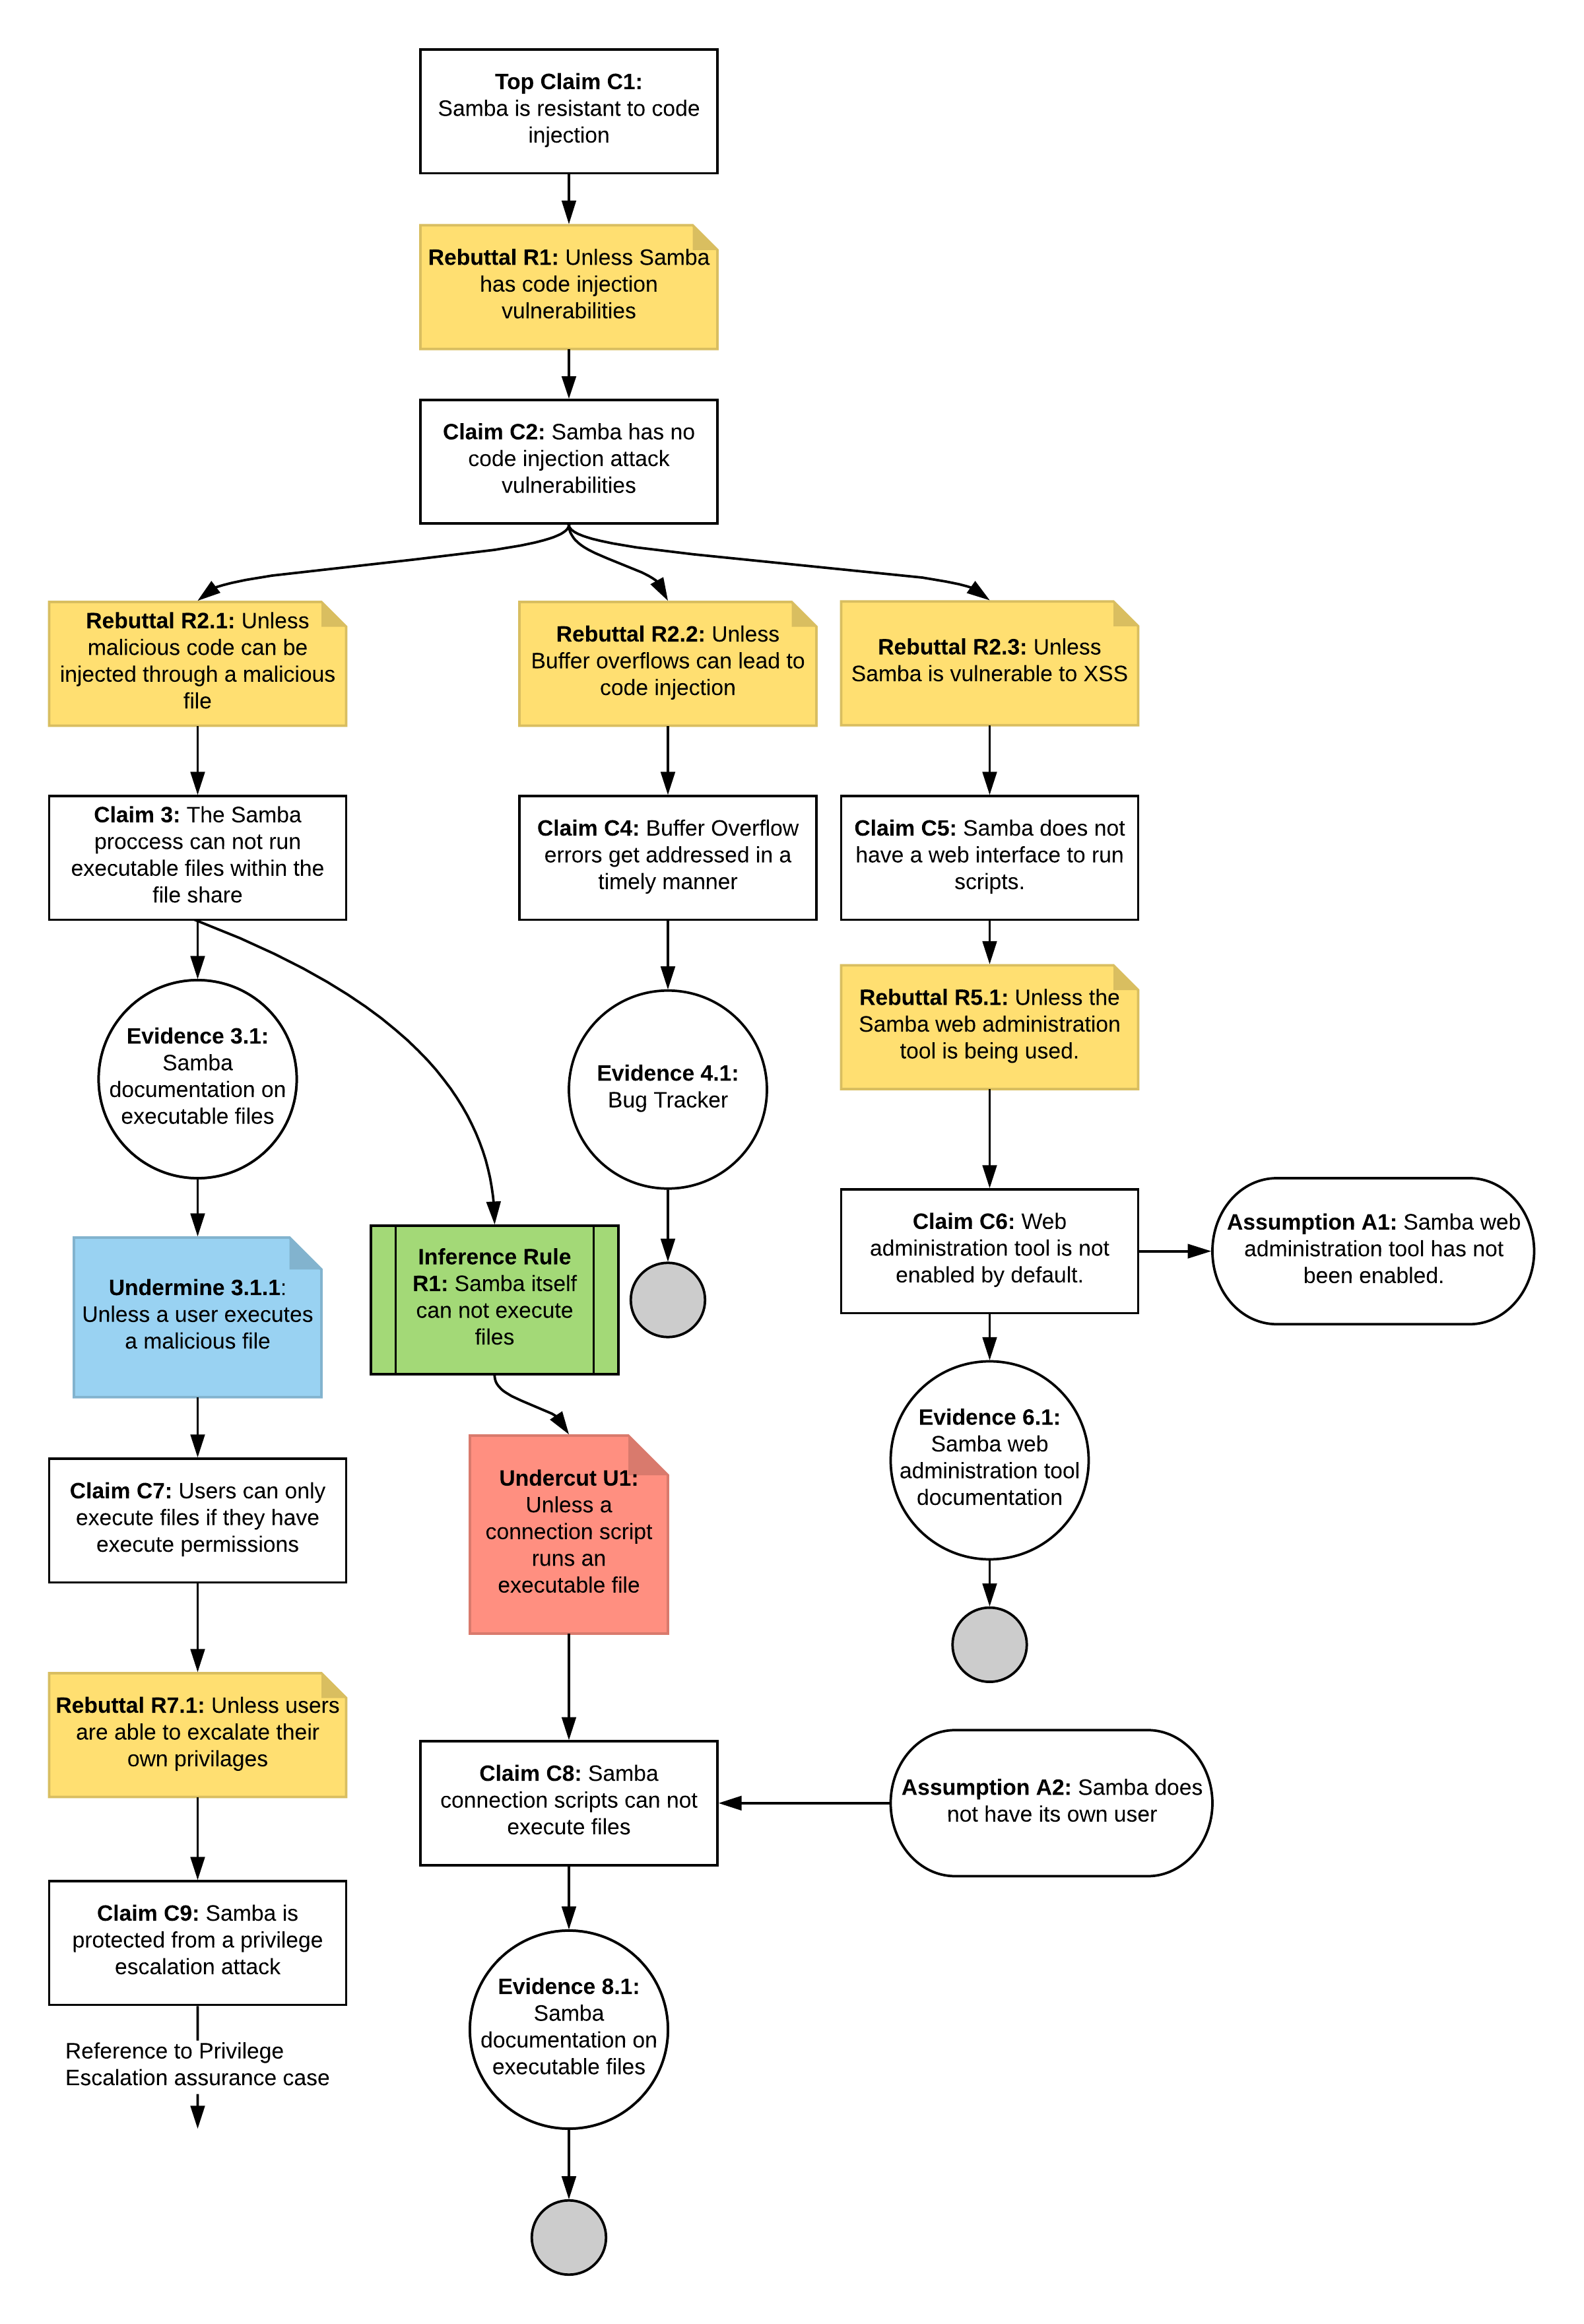 Top Claim C1:
Samba is resistant to code
injection
Rebuttal R1: Unless Samba
has code injection
vulnerabilities
Claim C2: Samba has no
code injection attack
vulnerabilities
Rebuttal R2.1: Unless
malicious code can be
injected through a malicious
file
Rebuttal R2.2: Unless
Buffer overflows can lead to
code injection
Rebuttal R2.3: Unless
Samba is vulnerable to XSS
Claim 3: The Samba
proccess can not run
executable files within the
file share
Claim C4: Buffer Overflow
errors get addressed in a
timely manner
Claim C5: Samba does not
have a web interface to run
scripts.
Evidence 3.1:
Samba
documentation on
executable files
Evidence 4.1:
Bug Tracker
Rebuttal R5.1: Unless the
Samba web administration
tool is being used.
Undermine 3.1.1:
Unless a user executes
a malicious file
Inference Rule
R1: Samba itself
can not execute
files
Claim C6: Web
administration tool is not
enabled by default.
Assumption A1: Samba web
administration tool has not
been enabled.
Claim C7: Users can only
execute files if they have
execute permissions
Undercut U1:
Unless a
connection script
runs an
executable file
Evidence 6.1:
Samba web
administration tool
documentation
Rebuttal R7.1: Unless users
are able to excalate their
own privilages
Claim C8: Samba
connection scripts can not
execute files
Assumption A2: Samba does
not have its own user
Claim C9: Samba is
protected from a privilege
escalation attack
Evidence 8.1:
Samba
documentation on
executable files
Reference to Privilege
Escalation assurance case